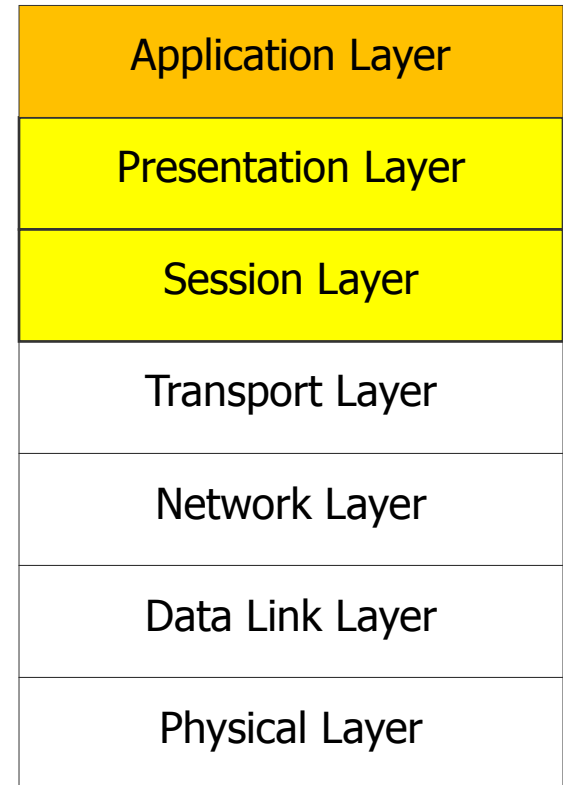 Application Layer
Presentation Layer
Session Layer
Transport Layer
Network Layer
Data Link Layer
Physical Layer